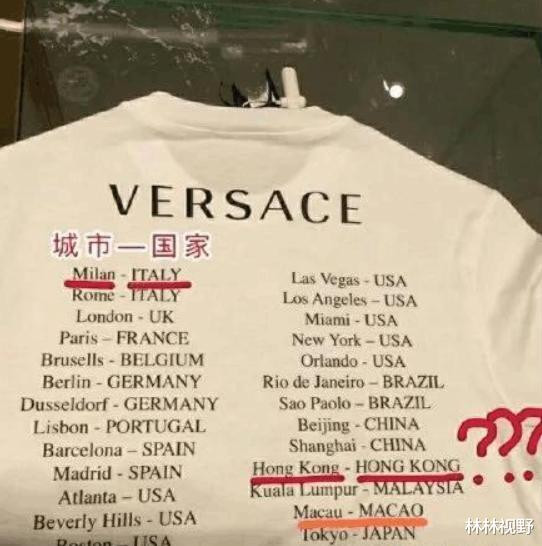 VERSACE
城市—国家
Milan - ITALY
Rome - ITALY
London - UK
Paris – FRANCE
Brusells - BELGIUM
Berlin - GERMANY
Dusseldorf - GERMANY
Lisbon - PORTUGAL
Barcelona – SPAIN
Madrid - SPAIN
Atlanta – USA
Beverly Hills - USA
Boston - USA
Las Vegas - USA
Los Angeles – USA
Miami - USA
New York – USA
Orlando - USA
Rio de Janeiro – BRAZIL
Sao Paolo – BRAZIL
Beijing - CHINA
Shanghai - CHINA
Hong Kong - HONG KONG
???
Kuala Lumpur - MALAYSIA
Macau - MACAO
Tokyo - JAPAN
林林视野